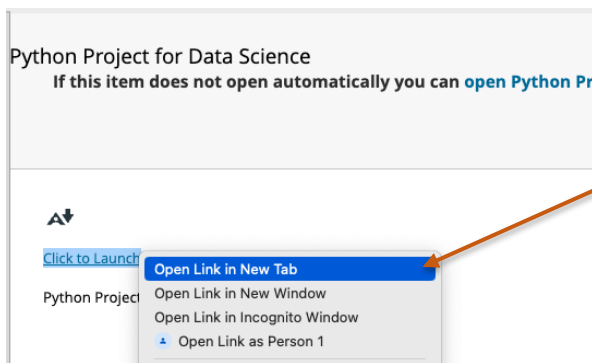 Python Project for Data Science
If this item does not open automatically you can open Python Pr
A
Click to Launch
Open Link in New Tab
Python Project
Open Link in New Window
Open Link in Incognito Window
Open Link as Person 1